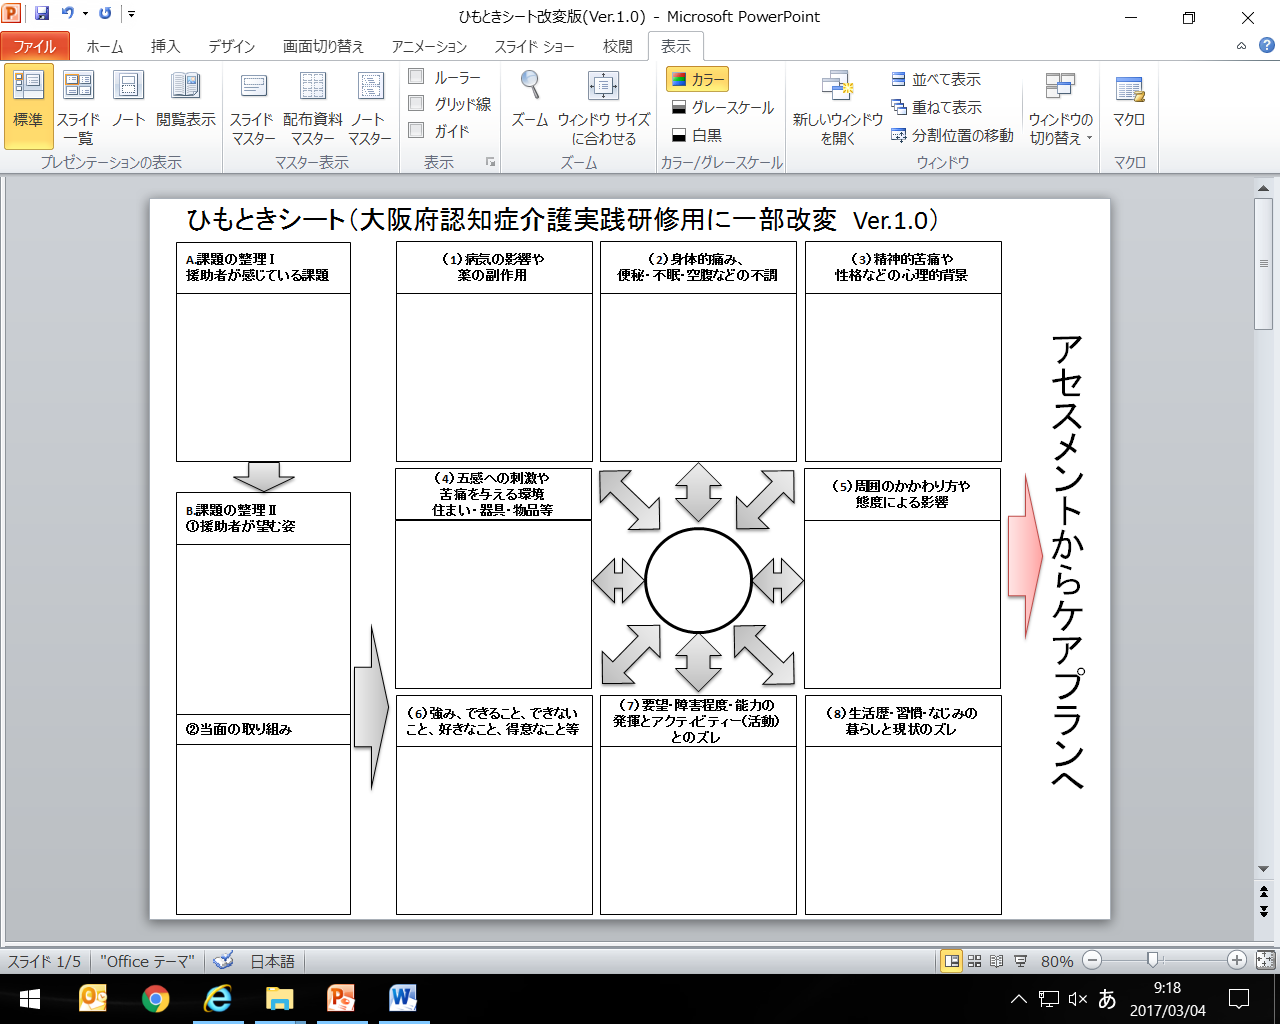 ひもときシート改変版(Ver.1.0) - Microsoft PowerPoint
ファイル ホーム 挿入 デザイン 画面切り替え アニメーション スライド ショー 校閲 表示
標準
スライド
一覧
ノート
閲覧表示
プレゼンテーションの表示
スライド
マスター
配布資料
マスター
ノート
マスター
マスター表示
ルーラー
グリッド線
ガイド
表示
ズーム
ウィンドウ サイズ
に合わせる
ズーム
カラー
グレースケール
白黒
カラー/グレースケール
新しいウィンドウ
を開く
並べて表示
重ねて表示
分割位置の移動
ウィンドウの
切り替え
ウィンドウ
マクロ
マクロ
ひもときシート(大阪府認知症介護実践研修用に一部改変 Ver.1.0)
A.課題の整理Ⅰ
援助者が感じている課題
(1)病気の影響や
薬の副作用
(2)身体的痛み、
便秘・不眠・空腹などの不調
(3)精神的苦痛や
性格などの心理的背景
B.課題の整理Ⅱ
①援助者が望む姿
(4)五感への刺激や
苦痛を与える環境
住まい・器具・物品等
(5)周囲のかかわり方や
態度による影響
②当面の取り組み
(6)強み、できること、できない
こと、好きなこと、得意なこと等
(7)要望・障害程度・能力の
発揮とアクティビティー(活動)
とのズレ
(8)生活歴・習慣・なじみの
暮らしと現状のズレ
アセスメントからケアプランへ
スライド 1/5 "Office テーマ" 日本語 80%
あ
9:18
2017/03/04